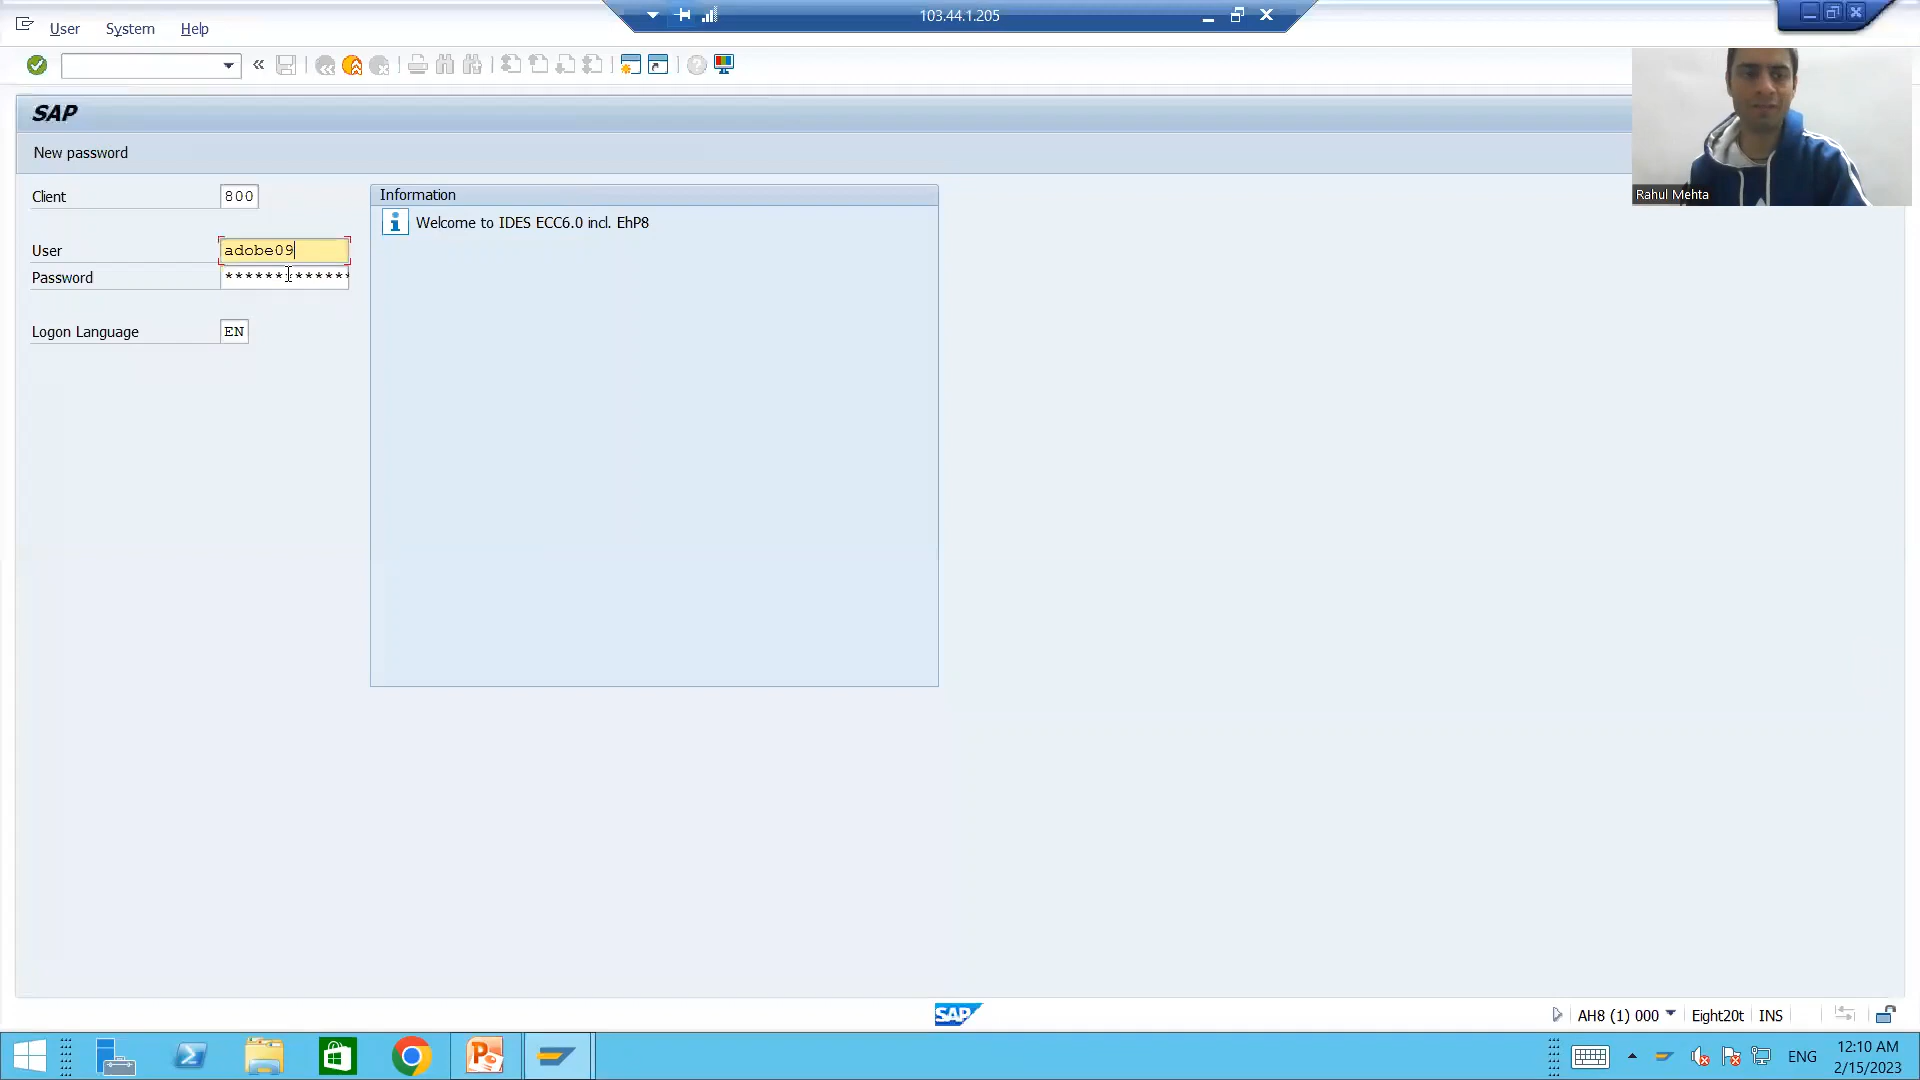 103.44.1.205
User System Help
SAP
New password
Client 800
User adobe09
Password *************
Logon Language EN
Information
Welcome to IDES ECC6.0 incl. EhP8
Rahul Mehta
SAP
AH8 (1) 000 Eight20t INS
ENG
12:10 AM
2/15/2023